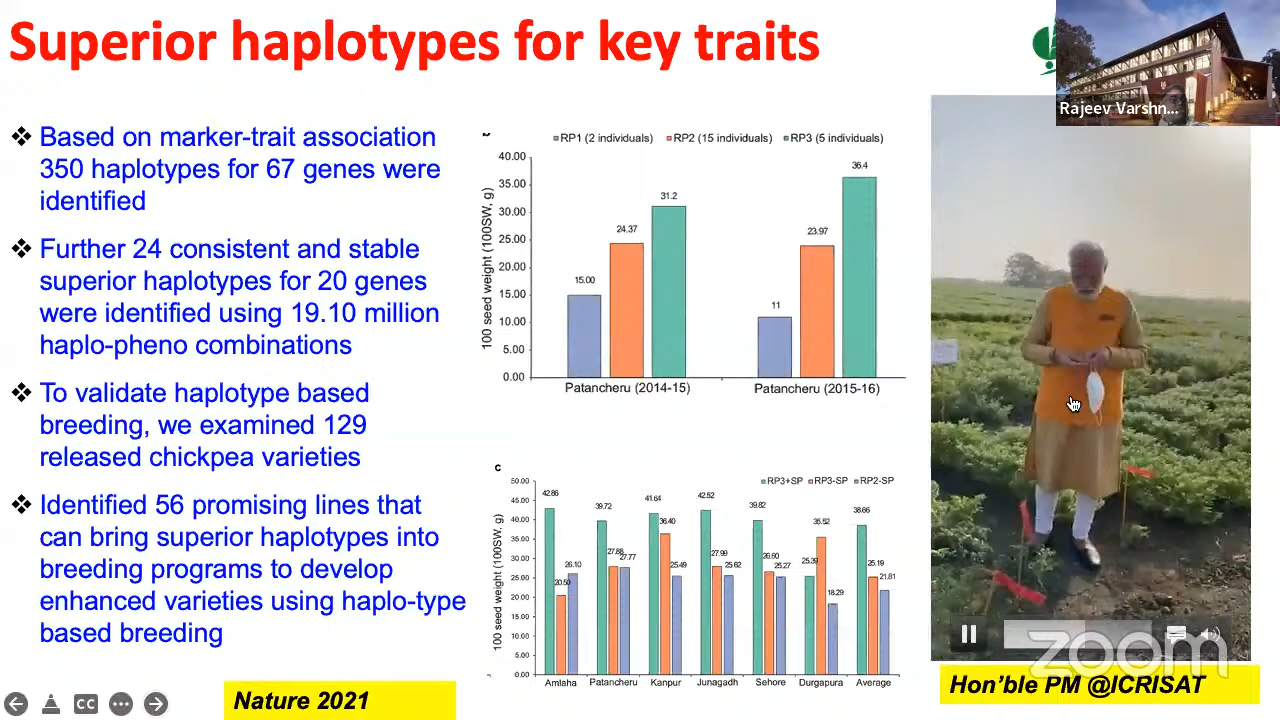 Superior haplotypes for key traits
Rajeev Varshn...
❖ Based on marker-trait association
350 haplotypes for 67 genes were
identified
❖ Further 24 consistent and stable
superior haplotypes for 20 genes
were identified using 19.10 million
haplo-pheno combinations
❖ To validate haplotype based
breeding, we examined 129
released chickpea varieties
❖ Identified 56 promising lines that
can bring superior haplotypes into
breeding programs to develop
enhanced varieties using haplo-type
based breeding
Nature 2021
RP1 (2 individuals) RP2 (15 individuals) RP3 (5 individuals)
100 seed weight (100SW, g)
40.00
35.00
30.00
25.00
20.00
15.00
10.00
5.00
0.00
15.00 24.37 31.2
11 23.97 36.4
Patancheru (2014-15) Patancheru (2015-16)
c
RP3+SP RP3-SP RP2-SP
100 seed weight (100SW, g)
50.00
45.00
40.00
35.00
30.00
25.00
20.00
15.00
10.00
5.00
0.00
42.86 20.50 26.10
39.72 27.88 27.77
41.64 36.40 25.49
42.52 27.99 25.62
39.82 26.60 25.27
25.39 35.52 18.29
38.66 25.19 21.81
Amlaha Patancheru Kanpur Junagadh Sehore Durgapura Average
zoom
Hon'ble PM @ICRISAT
CC